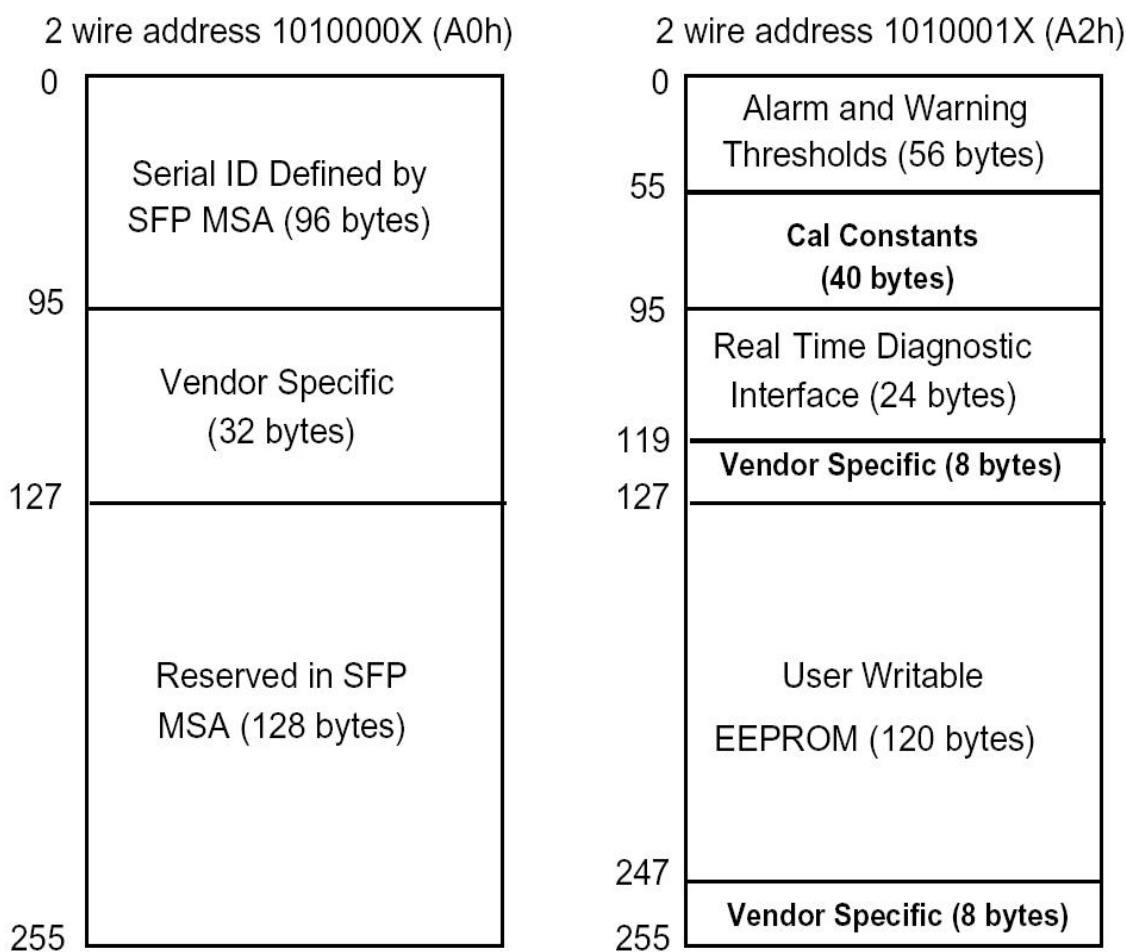 2 wire address 1010000X (A0h)
0
Serial ID Defined by
SFP MSA (96 bytes)
95
Vendor Specific
(32 bytes)
127
Reserved in SFP
MSA (128 bytes)
255
2 wire address 1010001X (A2h)
0
Alarm and Warning
Thresholds (56 bytes)
55
Cal Constants
(40 bytes)
95
Real Time Diagnostic
Interface (24 bytes)
119
Vendor Specific (8 bytes)
127
User Writable
EEPROM (120 bytes)
247
Vendor Specific (8 bytes)
255